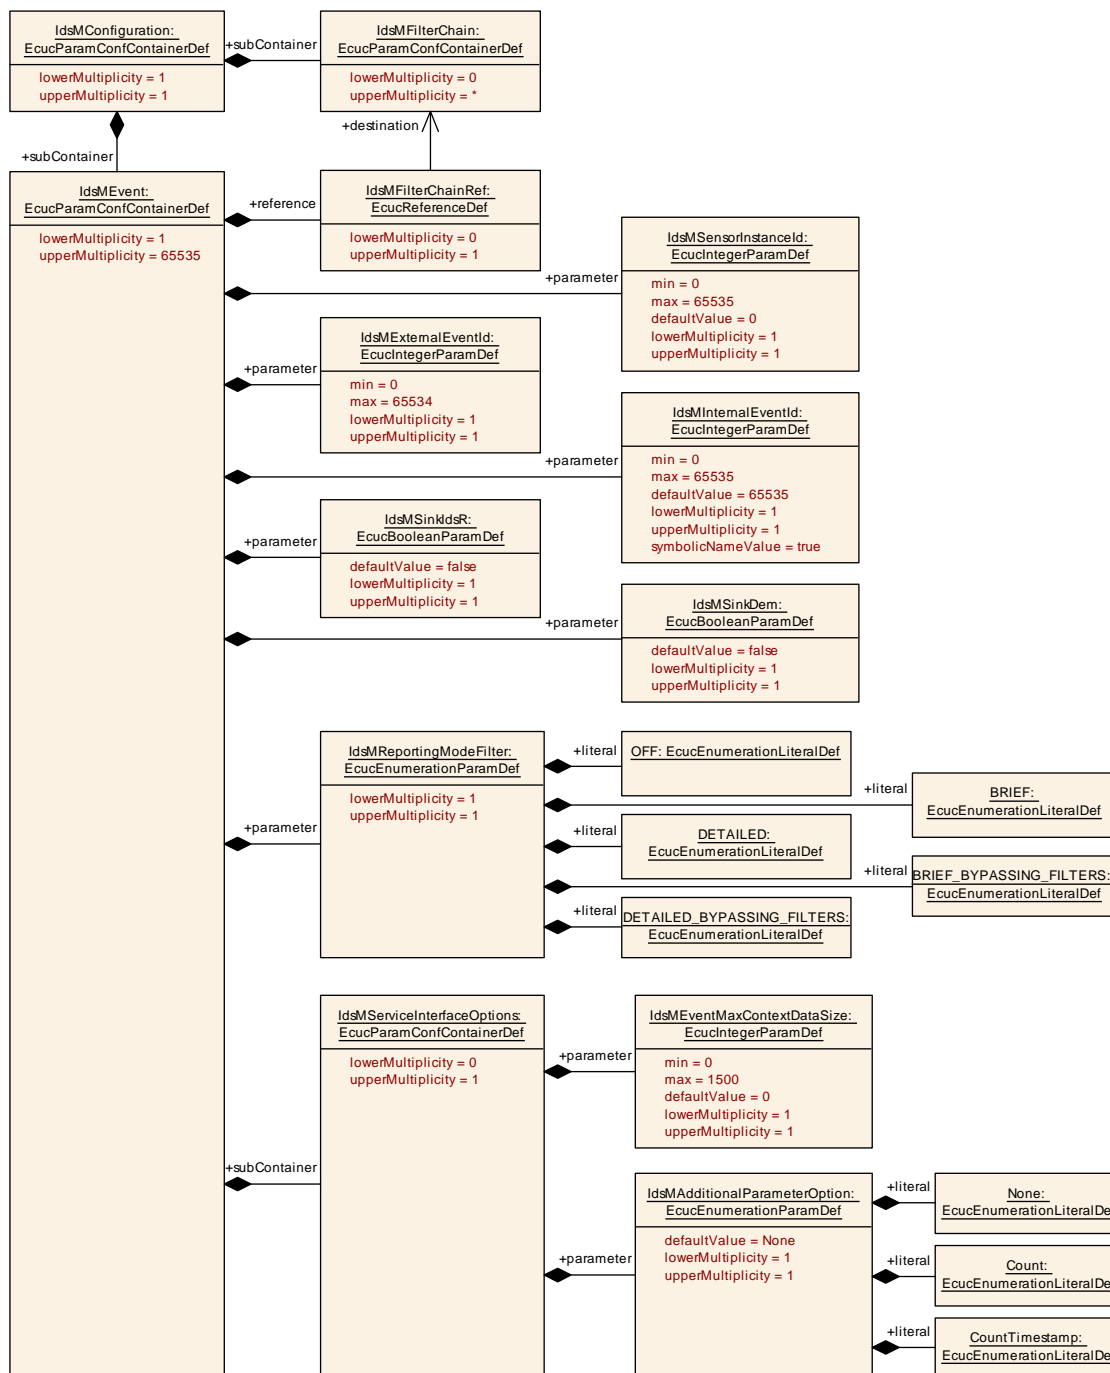 IdsMConfiguration:
EcucParamConfContainerDef
lowerMultiplicity = 1
upperMultiplicity = 1
+subContainer
IdsMFilterChain:
EcucParamConfContainerDef
lowerMultiplicity = 0
upperMultiplicity = *
+destination
+subContainer
IdsMEvent:
EcucParamConfContainerDef
lowerMultiplicity = 1
upperMultiplicity = 65535
+reference
IdsMFilterChainRef:
EcucReferenceDef
lowerMultiplicity = 0
upperMultiplicity = 1
+parameter
IdsMSensorInstanceId:
EcucIntegerParamDef
min = 0
max = 65535
defaultValue = 0
lowerMultiplicity = 1
upperMultiplicity = 1
+parameter
IdsMExternalEventId:
EcucIntegerParamDef
min = 0
max = 65534
lowerMultiplicity = 1
upperMultiplicity = 1
+parameter
IdsMInternalEventId:
EcucIntegerParamDef
min = 0
max = 65535
defaultValue = 65535
lowerMultiplicity = 1
upperMultiplicity = 1
symbolicNameValue = true
+parameter
IdsMSinkIdsR:
EcucBooleanParamDef
defaultValue = false
lowerMultiplicity = 1
upperMultiplicity = 1
+parameter
IdsMSinkDem:
EcucBooleanParamDef
defaultValue = false
lowerMultiplicity = 1
upperMultiplicity = 1
+parameter
IdsMReportingModeFilter:
EcucEnumerationParamDef
lowerMultiplicity = 1
upperMultiplicity = 1
+literal
OFF: EcucEnumerationLiteralDef
+literal
BRIEF:
EcucEnumerationLiteralDef
+literal
DETAILED:
EcucEnumerationLiteralDef
+literal
BRIEF_BYPASSING_FILTERS:
EcucEnumerationLiteralDef
+literal
DETAILED_BYPASSING_FILTERS:
EcucEnumerationLiteralDef
+subContainer
IdsMServiceInterfaceOptions:
EcucParamConfContainerDef
lowerMultiplicity = 0
upperMultiplicity = 1
+parameter
IdsMEventMaxContextDataSize:
EcucIntegerParamDef
min = 0
max = 1500
defaultValue = 0
lowerMultiplicity = 1
upperMultiplicity = 1
+parameter
IdsMAdditionalParameterOption:
EcucEnumerationParamDef
defaultValue = None
lowerMultiplicity = 1
upperMultiplicity = 1
+literal
None:
EcucEnumerationLiteralDe
+literal
Count:
EcucEnumerationLiteralDe
+literal
CountTimestamp:
EcucEnumerationLiteralDe